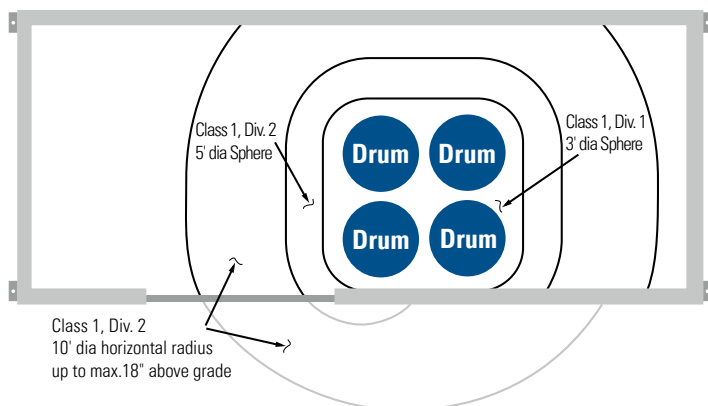 Class 1, Div. 2
5' dia Sphere
Class 1, Div. 1
3' dia Sphere
Drum
Drum
Drum
Drum
Class 1, Div. 2
10' dia horizontal radius
up to max.18" above grade